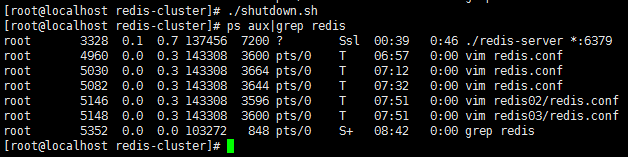 [root@localhost redis-cluster]# ./shutdown.sh
[root@localhost redis-cluster]# ps aux|grep redis
root 3328 0.1 0.7 137456 7200 ? Ssl 00:39 0:46 ./redis-server *:6379
root 4960 0.0 0.3 143308 3600 pts/0 T 06:57 0:00 vim redis.conf
root 5030 0.0 0.3 143308 3664 pts/0 T 07:12 0:00 vim redis.conf
root 5082 0.0 0.3 143308 3644 pts/0 T 07:32 0:00 vim redis.conf
root 5146 0.0 0.3 143308 3596 pts/0 T 07:51 0:00 vim redis02/redis.conf
root 5148 0.0 0.3 143308 3600 pts/0 T 07:51 0:00 vim redis03/redis.conf
root 5352 0.0 0.0 103272 848 pts/0 S+ 08:42 0:00 grep redis
[root@localhost redis-cluster]#